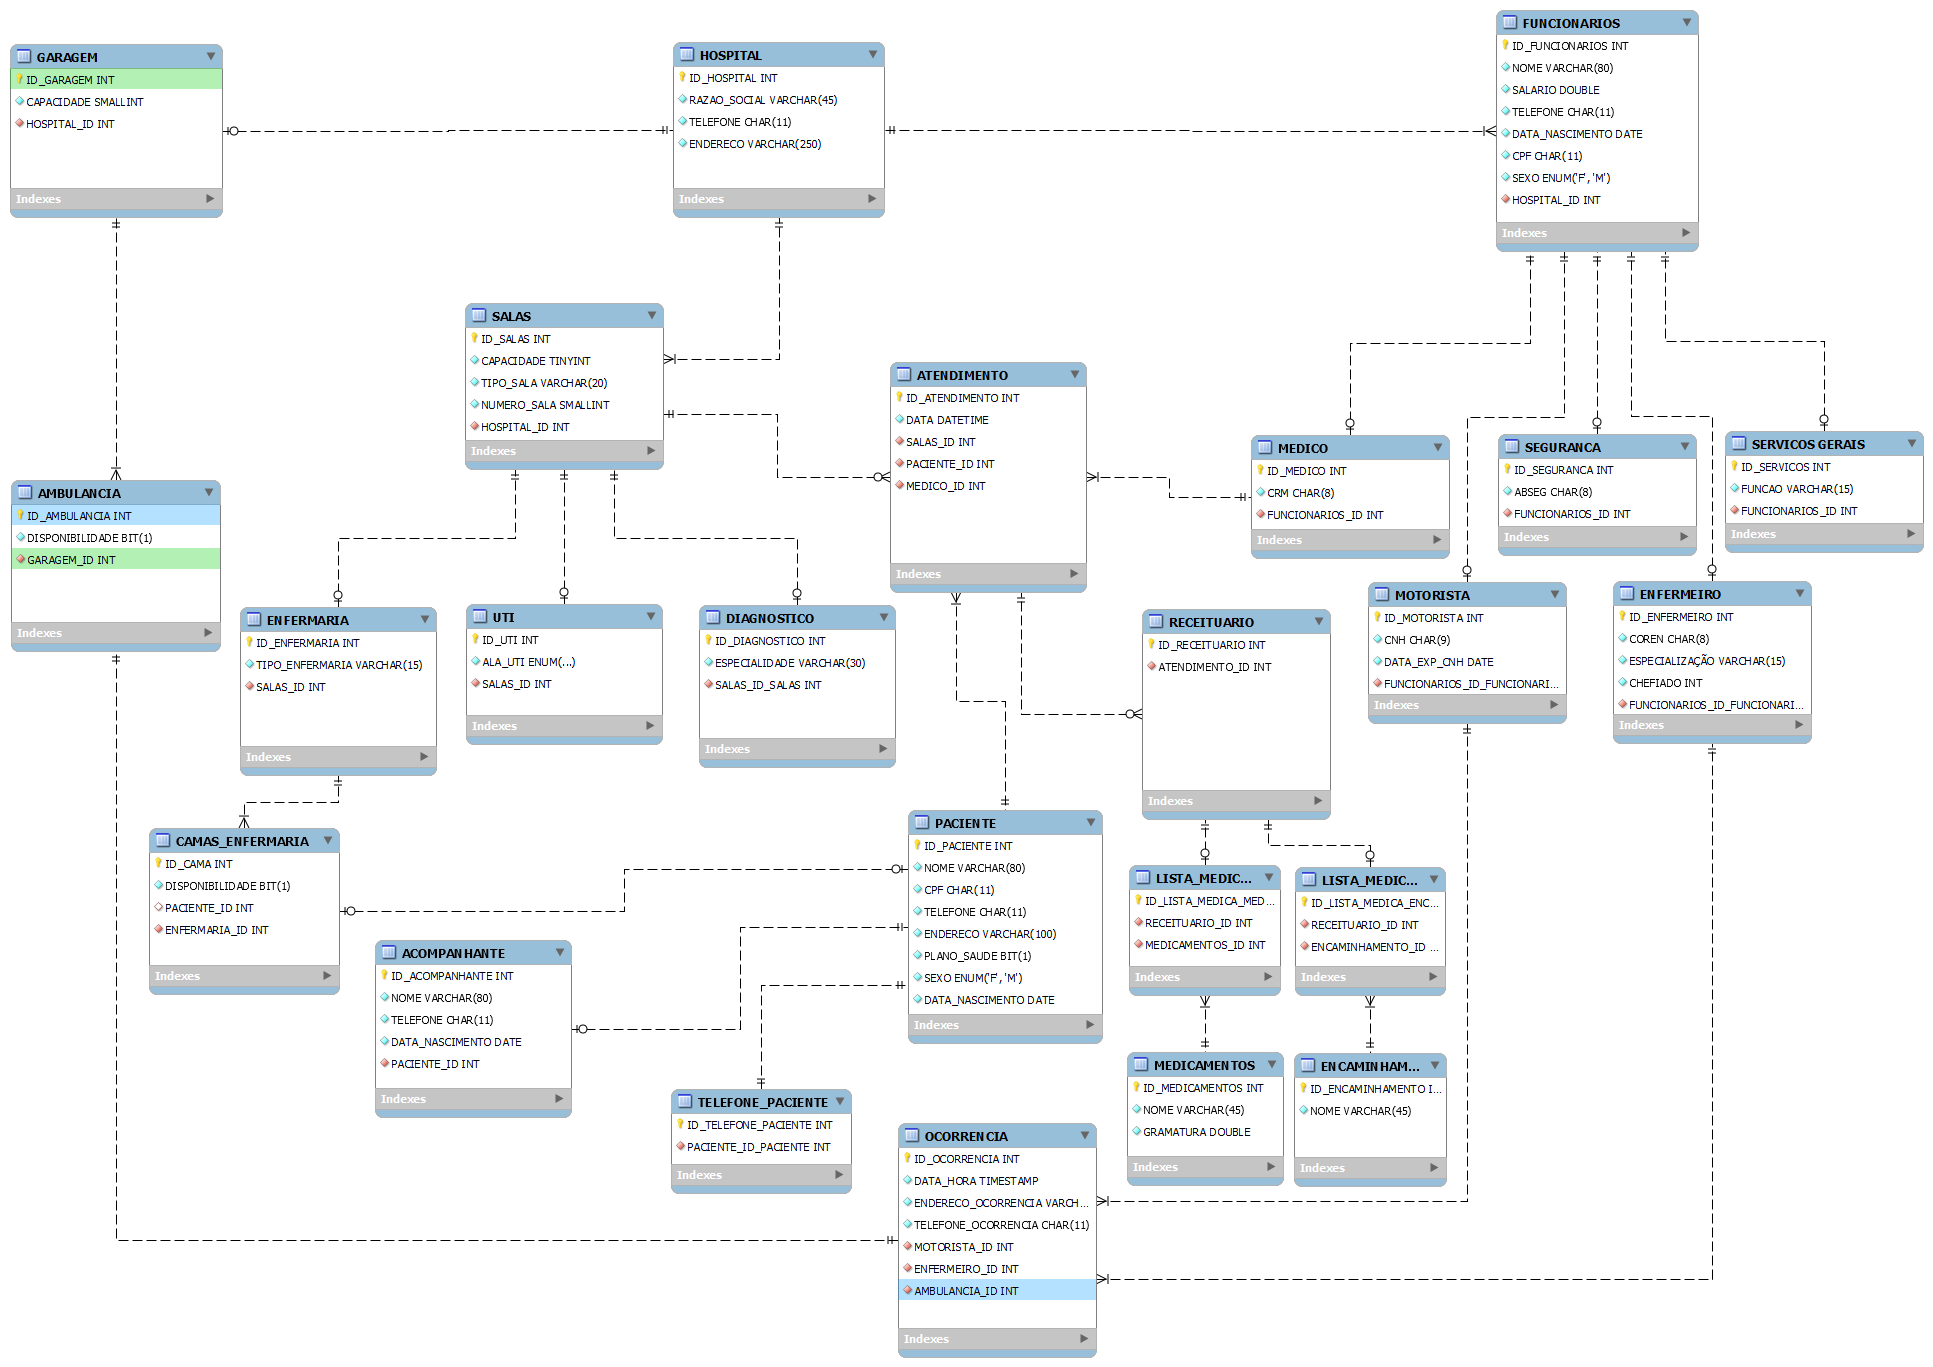 GARAGEM
ID_GARAGEM INT
CAPACIDADE SMALLINT
HOSPITAL_ID INT
Indexes
HOSPITAL
ID_HOSPITAL INT
RAZAO_SOCIAL VARCHAR(45)
TELEFONE CHAR(11)
ENDERECO VARCHAR(250)
Indexes
FUNCIONARIOS
ID_FUNCIONARIOS INT
NOME VARCHAR(80)
SALARIO DOUBLE
TELEFONE CHAR(11)
DATA_NASCIMENTO DATE
CPF CHAR(11)
SEXO ENUM('F', 'M')
HOSPITAL_ID INT
Indexes
SALAS
ID_SALAS INT
CAPACIDADE TINYINT
TIPO_SALA VARCHAR(20)
NUMERO_SALA SMALLINT
HOSPITAL_ID INT
Indexes
ATENDIMENTO
ID_ATENDIMENTO INT
DATA DATETIME
SALAS_ID INT
PACIENTE_ID INT
MEDICO_ID INT
Indexes
MEDICO
ID_MEDICO INT
CRM CHAR(8)
FUNCIONARIOS_ID INT
Indexes
SEGURANCA
ID_SEGURANCA INT
ABSEG CHAR(8)
FUNCIONARIOS_ID INT
Indexes
SERVICOS GERAIS
ID_SERVICOS INT
FUNCAO VARCHAR(15)
FUNCIONARIOS_ID INT
Indexes
AMBULANCIA
ID_AMBULANCIA INT
DISPONIBILIDADE BIT(1)
GARAGEM_ID INT
Indexes
ENFERMARIA
ID_ENFERMARIA INT
TIPO_ENFERMARIA VARCHAR(15)
SALAS_ID INT
Indexes
UTI
ID_UTI INT
ALA_UTI ENUM(...)
SALAS_ID INT
Indexes
DIAGNOSTICO
ID_DIAGNOSTICO INT
ESPECIALIDADE VARCHAR(30)
SALAS_ID_SALAS INT
Indexes
RECEITUARIO
ID_RECEITUARIO INT
ATENDIMENTO_ID INT
Indexes
MOTORISTA
ID_MOTORISTA INT
CNH CHAR(9)
DATA_EXP_CNH DATE
FUNCIONARIOS_ID_FUNCIONARI...
Indexes
ENFERMEIRO
ID_ENFERMEIRO INT
COREN CHAR(8)
ESPECIALIZAÇÃO VARCHAR(15)
CHEFIADO INT
FUNCIONARIOS_ID_FUNCIONARI...
Indexes
CAMAS_ENFERMARIA
ID_CAMA INT
DISPONIBILIDADE BIT(1)
PACIENTE_ID INT
ENFERMARIA_ID INT
Indexes
PACIENTE
ID_PACIENTE INT
NOME VARCHAR(80)
CPF CHAR(11)
TELEFONE CHAR(11)
ENDERECO VARCHAR(100)
PLANO_SAUDE BIT(1)
SEXO ENUM('F', 'M')
DATA_NASCIMENTO DATE
Indexes
LISTA_MEDIC...
ID_LISTA_MEDICA_MED...
RECEITUARIO_ID INT
MEDICAMENTOS_ID INT
Indexes
LISTA_MEDIC...
ID_LISTA_MEDICA_ENC...
RECEITUARIO_ID INT
ENCAMINHAMENTO_ID ...
Indexes
ACOMPANHANTE
ID_ACOMPANHANTE INT
NOME VARCHAR(80)
TELEFONE CHAR(11)
DATA_NASCIMENTO DATE
PACIENTE_ID INT
Indexes
TELEFONE_PACIENTE
ID_TELEFONE_PACIENTE INT
PACIENTE_ID_PACIENTE INT
Indexes
MEDICAMENTOS
ID_MEDICAMENTOS INT
NOME VARCHAR(45)
GRAMATURA DOUBLE
Indexes
ENCAMINHAM...
ID_ENCAMINHAMENTO I...
NOME VARCHAR(45)
Indexes
OCORRENCIA
ID_OCORRENCIA INT
DATA_HORA TIMESTAMP
ENDERECO_OCORRENCIA VARCH...
TELEFONE_OCORRENCIA CHAR(11)
MOTORISTA_ID INT
ENFERMEIRO_ID INT
AMBULANCIA_ID INT
Indexes